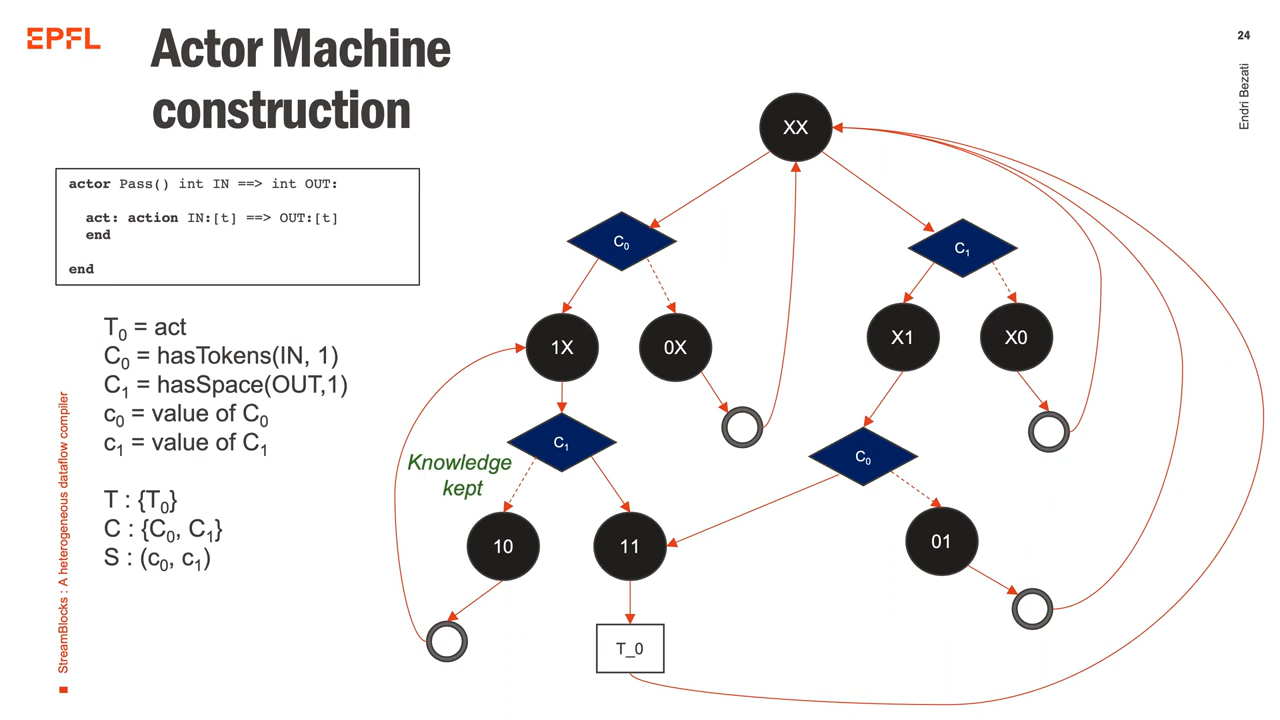 EPFL
Actor Machine
construction
24
Endri Bezati
actor Pass() int IN ==> int OUT:
act: action IN:[t] ==> OUT:[t]
end
end
T0 = act
C0 = hasTokens(IN, 1)
C1 = hasSpace(OUT,1)
c0 = value of C0
c1 = value of C1
T : {T0}
C : {C0, C1}
S : (c0, c1)
StreamBlocks : A heterogeneous dataflow compiler
XX
C0
C1
1X
0X
X1
X0
C1
C0
Knowledge
kept
10
11
01
T_0